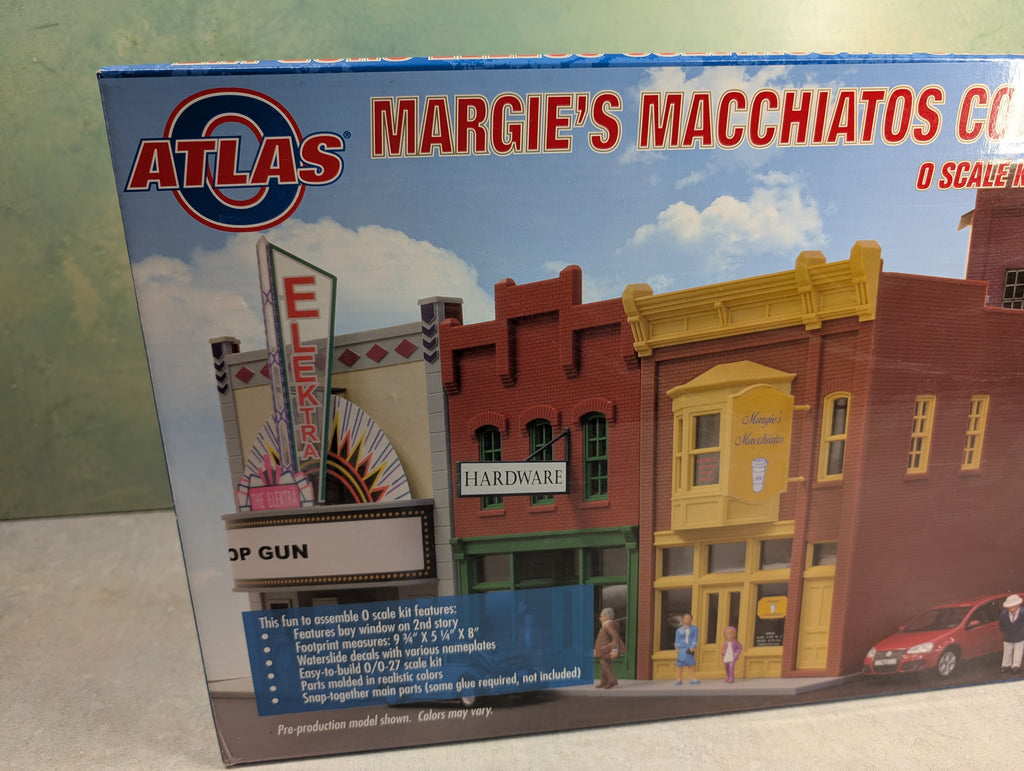 ATLAS®
O
MARGIE'S MACCHIATOS CO
O SCALE K
ELEKTRA
THE ELEKTRA
OP GUN
HARDWARE
Margie's
Macchiatos
This fun to assemble O scale kit features:
• Features bay window on 2nd story
• Footprint measures: 9 ¾" X 5 ¼" X 8"
• Waterslide decals with various nameplates
• Easy-to-build O/O-27 scale kit
• Parts molded in realistic colors
• Snap-together main parts (some glue required, not included)
Pre-production model shown. Colors may vary.